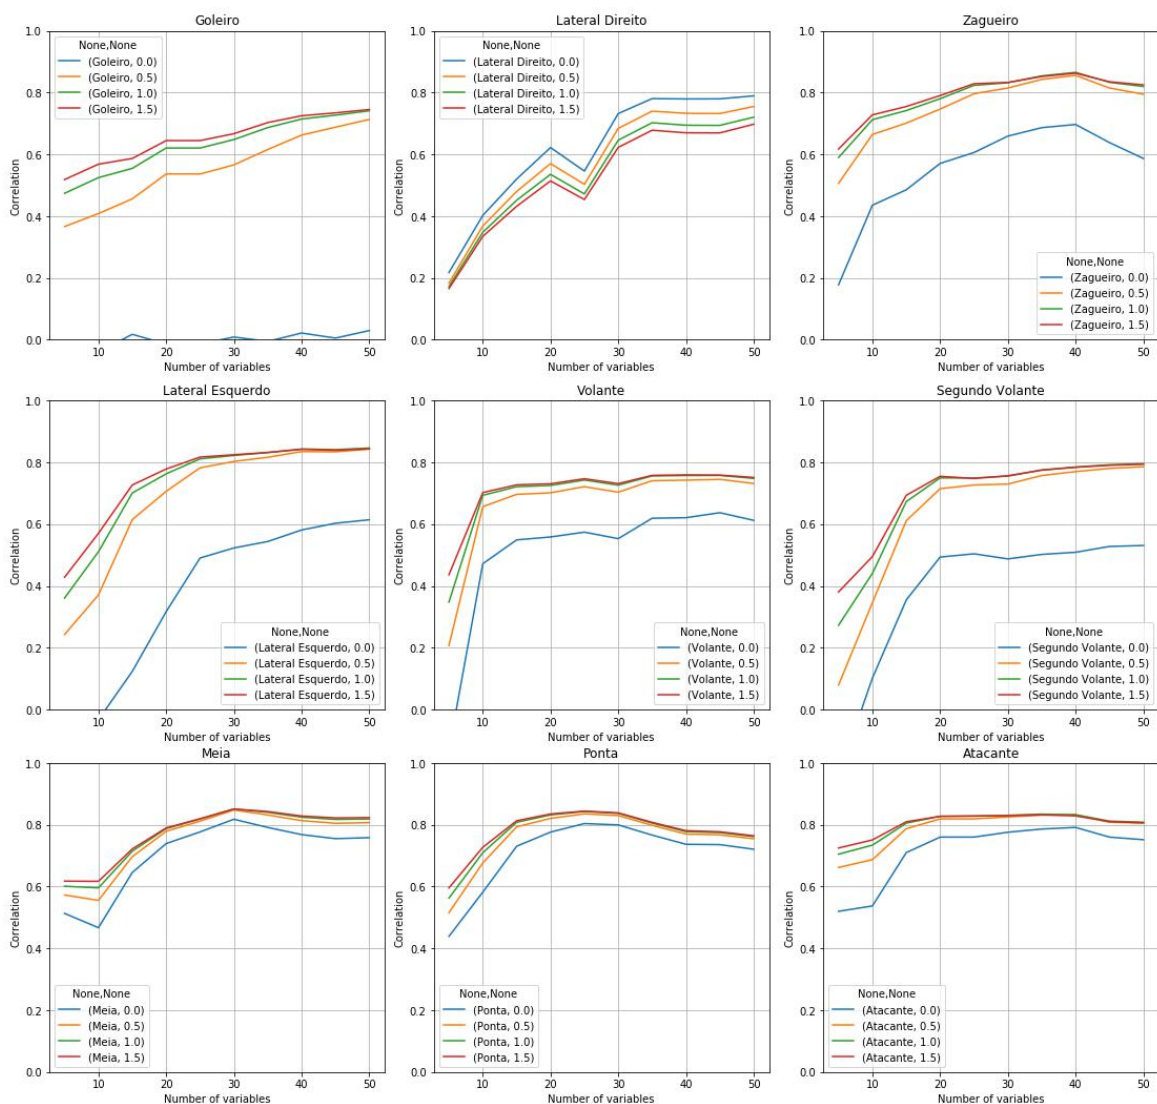 Goleiro
1.0
0.8
0.6
0.4
0.2
0.0
Correlation
None,None
(Goleiro, 0.0)
(Goleiro, 0.5)
(Goleiro, 1.0)
(Goleiro, 1.5)
10 20 30 40 50
Number of variables
Lateral Direito
1.0
0.8
0.6
0.4
0.2
0.0
Correlation
None,None
(Lateral Direito, 0.0)
(Lateral Direito, 0.5)
(Lateral Direito, 1.0)
(Lateral Direito, 1.5)
10 20 30 40 50
Number of variables
Zagueiro
1.0
0.8
0.6
0.4
0.2
0.0
Correlation
None,None
(Zagueiro, 0.0)
(Zagueiro, 0.5)
(Zagueiro, 1.0)
(Zagueiro, 1.5)
10 20 30 40 50
Number of variables
Lateral Esquerdo
1.0
0.8
0.6
0.4
0.2
0.0
Correlation
None,None
(Lateral Esquerdo, 0.0)
(Lateral Esquerdo, 0.5)
(Lateral Esquerdo, 1.0)
(Lateral Esquerdo, 1.5)
10 20 30 40 50
Number of variables
Volante
1.0
0.8
0.6
0.4
0.2
0.0
Correlation
None,None
(Volante, 0.0)
(Volante, 0.5)
(Volante, 1.0)
(Volante, 1.5)
10 20 30 40 50
Number of variables
Segundo Volante
1.0
0.8
0.6
0.4
0.2
0.0
Correlation
None,None
(Segundo Volante, 0.0)
(Segundo Volante, 0.5)
(Segundo Volante, 1.0)
(Segundo Volante, 1.5)
10 20 30 40 50
Number of variables
Meia
1.0
0.8
0.6
0.4
0.2
0.0
Correlation
None,None
(Meia, 0.0)
(Meia, 0.5)
(Meia, 1.0)
(Meia, 1.5)
10 20 30 40 50
Number of variables
Ponta
1.0
0.8
0.6
0.4
0.2
0.0
Correlation
None,None
(Ponta, 0.0)
(Ponta, 0.5)
(Ponta, 1.0)
(Ponta, 1.5)
10 20 30 40 50
Number of variables
Atacante
1.0
0.8
0.6
0.4
0.2
0.0
Correlation
None,None
(Atacante, 0.0)
(Atacante, 0.5)
(Atacante, 1.0)
(Atacante, 1.5)
10 20 30 40 50
Number of variables